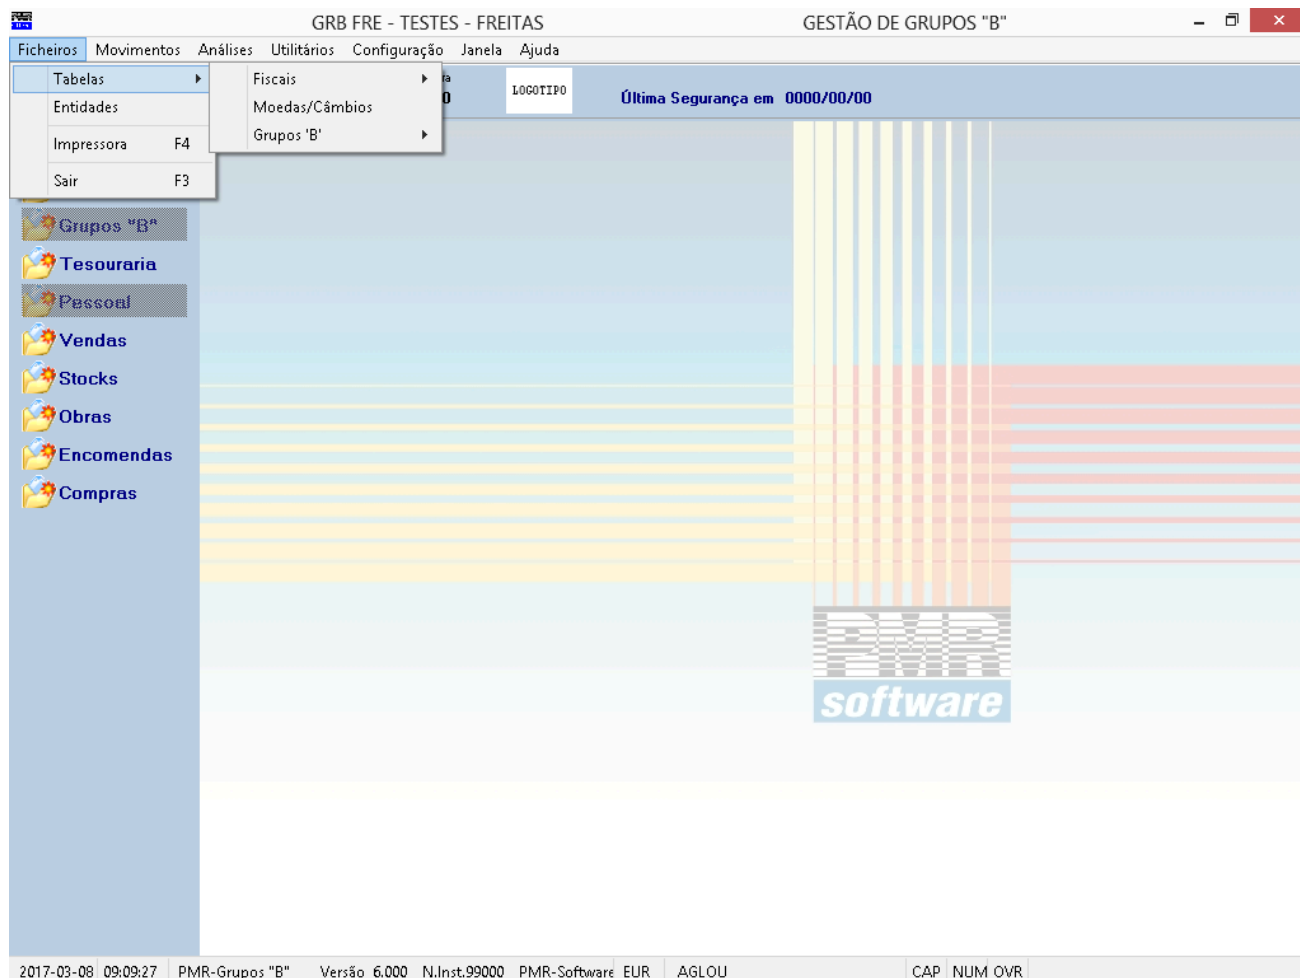 GRB FRE - TESTES - FREITAS GESTÃO DE GRUPOS "B"
Ficheiros Movimentos Análises Utilitários Configuração Janela Ajuda
Tabelas
Entidades
Impressora F4
Sair F3
Fiscais
Moedas/Câmbios
Grupos 'B'
LOGOTIPO
Última Segurança em 0000/00/00
Grupos "B"
Tesouraria
Pessoal
Vendas
Stocks
Obras
Encomendas
Compras
PMR
software
2017-03-08 09:09:27 PMR-Grupos "B" Versão 6.000 N.Inst.99000 PMR-Software EUR AGLOU CAP NUM OVR